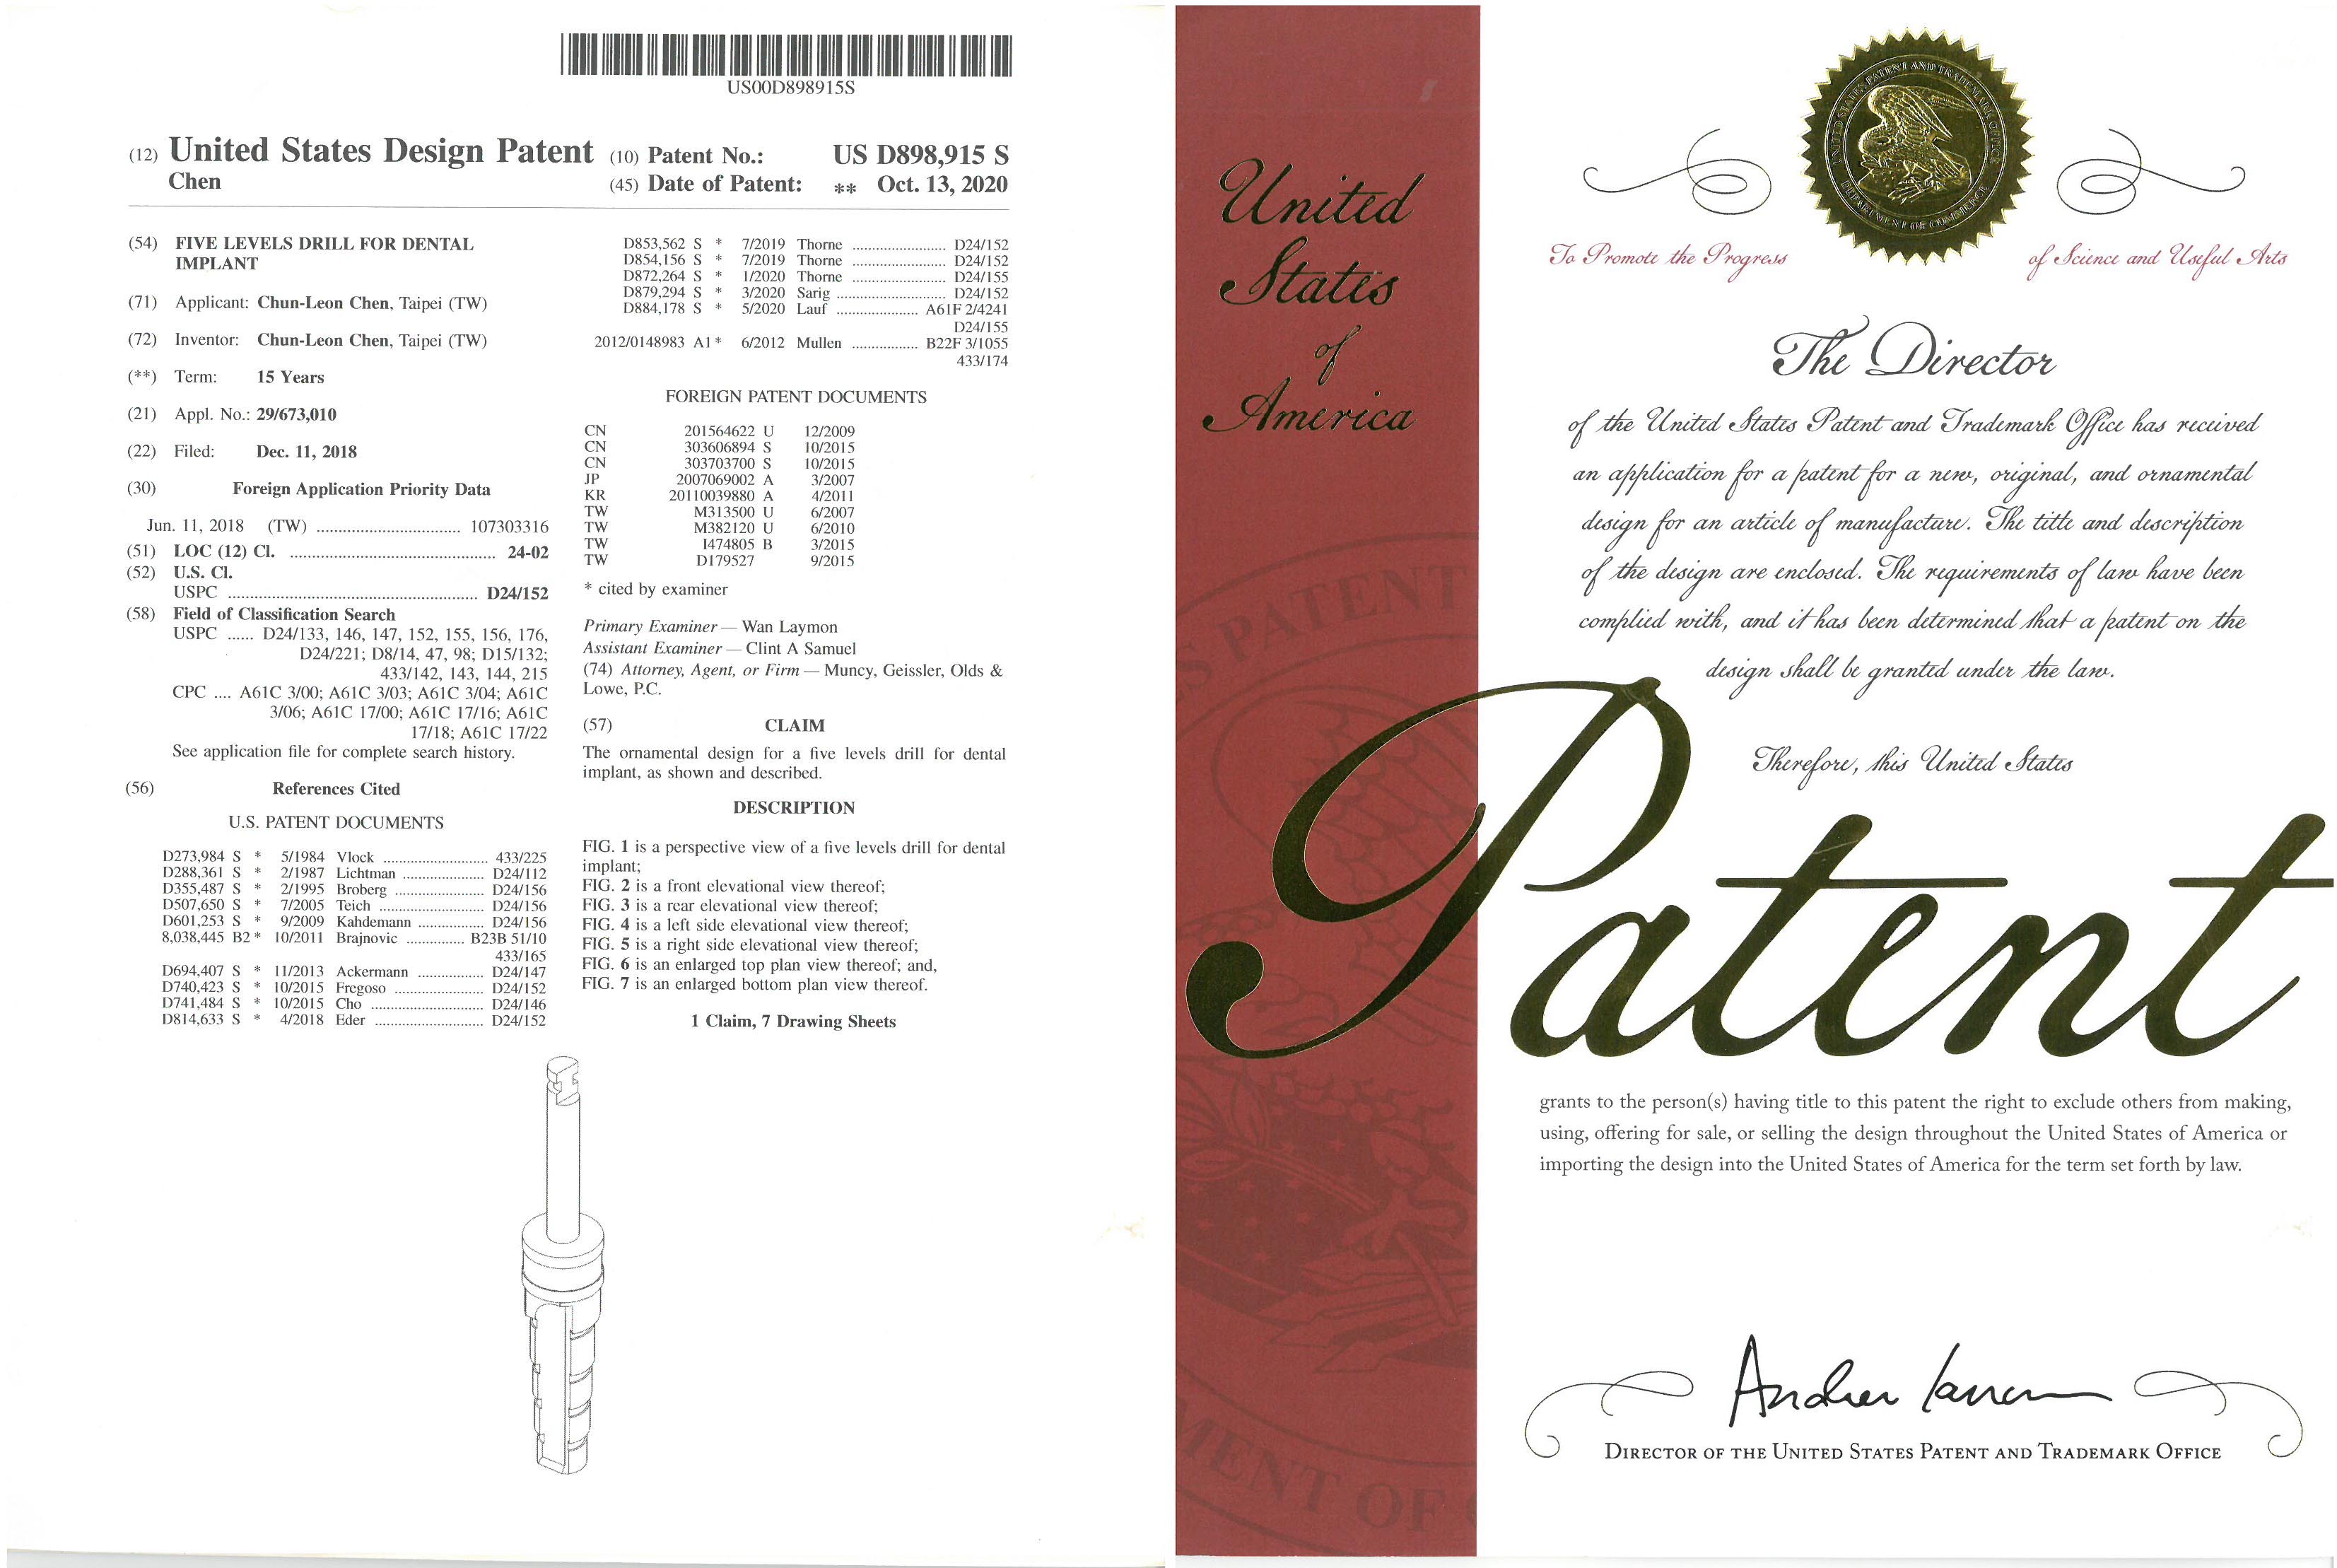 US00D898915S
(12) United States Design Patent
Chen
(10) Patent No.: US D898,915 S
(45) Date of Patent: ** Oct. 13, 2020
(54) FIVE LEVELS DRILL FOR DENTAL
IMPLANT
(71) Applicant: Chun-Leon Chen, Taipei (TW)
(72) Inventor: Chun-Leon Chen, Taipei (TW)
(**) Term: 15 Years
(21) Appl. No.: 29/673,010
(22) Filed: Dec. 11, 2018
(30) Foreign Application Priority Data
Jun. 11, 2018 (TW) ................................ 107303316
(51) LOC (12) Cl. .............................................. 24-02
(52) U.S. Cl.
USPC ........................................................ D24/152
(58) Field of Classification Search
USPC ...... D24/133, 146, 147, 152, 155, 156, 176,
D24/221; D8/14, 47, 98; D15/132;
433/142, 143, 144, 215
CPC .... A61C 3/00; A61C 3/03; A61C 3/04; A61C
3/06; A61C 17/00; A61C 17/16; A61C
17/18; A61C 17/22
See application file for complete search history.
(56) References Cited
U.S. PATENT DOCUMENTS
D273,984 S * 5/1984 Vlock ........................... 433/225
D288,361 S * 2/1987 Lichtman ..................... D24/112
D355,487 S * 2/1995 Broberg ....................... D24/156
D507,650 S * 7/2005 Teich ........................... D24/156
D601,253 S * 9/2009 Kahdemann ................. D24/156
8,038,445 B2 * 10/2011 Brajnovic .............. B23B 51/10
433/165
D694,407 S * 11/2013 Ackermann ................. D24/147
D740,423 S * 10/2015 Fregoso ....................... D24/152
D741,484 S * 10/2015 Cho ............................. D24/146
D814,633 S * 4/2018 Eder ............................ D24/152
D853,562 S * 7/2019 Thorne ........................ D24/152
D854,156 S * 7/2019 Thorne ........................ D24/152
D872,264 S * 1/2020 Thorne ........................ D24/155
D879,294 S * 3/2020 Sarig ............................ D24/152
D884,178 S * 5/2020 Lauf ..................... A61F 2/4241
D24/155
2012/0148983 A1 * 6/2012 Mullen ................. B22F 3/1055
433/174
FOREIGN PATENT DOCUMENTS
CN 201564622 U 12/2009
CN 303606894 S 10/2015
CN 303703700 S 10/2015
JP 2007069002 A 3/2007
KR 20110039880 A 4/2011
TW M313500 U 6/2007
TW M382120 U 6/2010
TW I474805 B 3/2015
TW D179527 9/2015
* cited by examiner
Primary Examiner — Wan Laymon
Assistant Examiner — Clint A Samuel
(74) Attorney, Agent, or Firm — Muncy, Geissler, Olds &
Lowe, P.C.
(57) CLAIM
The ornamental design for a five levels drill for dental
implant, as shown and described.
DESCRIPTION
FIG. 1 is a perspective view of a five levels drill for dental
implant;
FIG. 2 is a front elevational view thereof;
FIG. 3 is a rear elevational view thereof;
FIG. 4 is a left side elevational view thereof;
FIG. 5 is a right side elevational view thereof;
FIG. 6 is an enlarged top plan view thereof; and,
FIG. 7 is an enlarged bottom plan view thereof.
1 Claim, 7 Drawing Sheets
United
States
of
America
UNITED STATES PATENT AND TRADEMARK OFFICE
DEPARTMENT OF COMMERCE
To Promote the Progress
of Science and Useful Arts
The Director
of the United States Patent and Trademark Office has received
an application for a patent for a new, original, and ornamental
design for an article of manufacture. The title and description
of the design are enclosed. The requirements of law have been
complied with, and it has been determined that a patent on the
design shall be granted under the law.
Therefore, this United States
Patent
grants to the person(s) having title to this patent the right to exclude others from making,
using, offering for sale, or selling the design throughout the United States of America or
importing the design into the United States of America for the term set forth by law.
DIRECTOR OF THE UNITED STATES PATENT AND TRADEMARK OFFICE
S PATENT
MENT OF